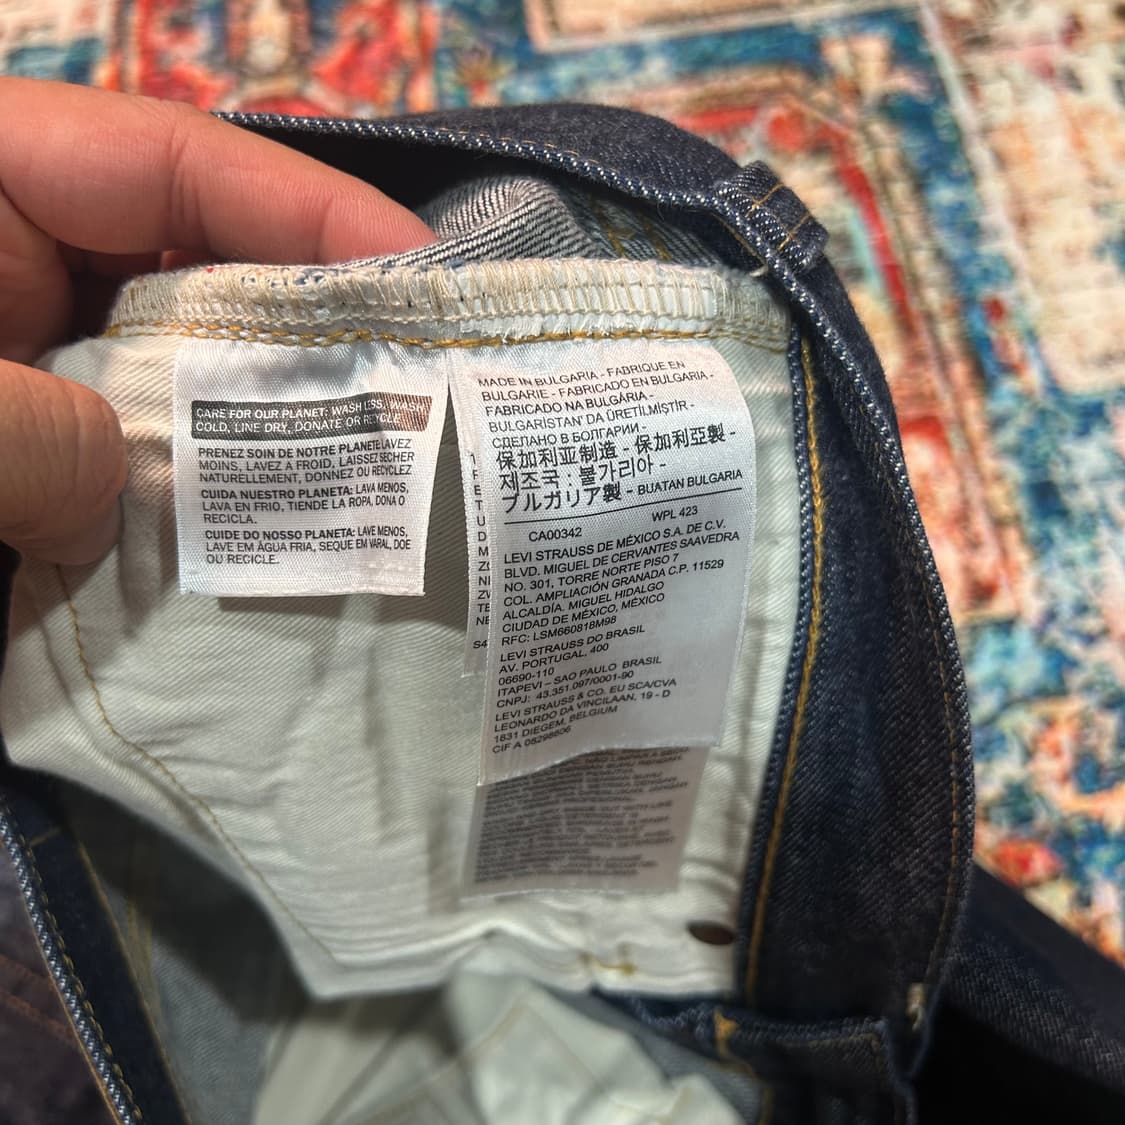 CARE FOR OUR PLANET: WASH LESS, WASH
COLD, LINE DRY, DONATE OR RECYCLE
PRENEZ SOIN DE NOTRE PLANETE: LAVEZ
MOINS, LAVEZ A FROID, LAISSEZ SÉCHER
NATURELLEMENT, DONNEZ OU RECYCLEZ
CUIDA NUESTRO PLANETA: LAVA MENOS,
LAVA EN FRIO, TIENDE LA ROPA, DONA O
RECICLA.
CUIDE DO NOSSO PLANETA: LAVE MENOS,
LAVE EM ÁGUA FRIA, SEQUE EM VARAL, DOE
OU RECICLE.
MADE IN BULGARIA - FABRIQUE EN
BULGARIE - FABRICADO EN BULGARIA -
FABRICADO NA BULGÁRIA -
BULGARISTAN' DA ÜRETİLMİŞTİR -
СДЕЛАНО В БОЛГАРИИ -
保加利亚制造 - 保加利亞製 -
제조국 : 불가리아 -
ブルガリア製 - BUATAN BULGARIA
CA00342 WPL 423
LEVI STRAUSS DE MÉXICO S.A. DE C.V.
BLVD. MIGUEL DE CERVANTES SAAVEDRA
NO. 301, TORRE NORTE PISO 7
COL. AMPLIACIÓN GRANADA C.P. 11529
ALCALDÍA. MIGUEL HIDALGO
CIUDAD DE MÉXICO, MÉXICO
RFC: LSM660818M98
LEVI STRAUSS DO BRASIL
AV. PORTUGAL, 400
06690-110
ITAPEVI – SAO PAULO BRASIL
CNPJ: 43.351.097/0001-90
LEVI STRAUSS & CO. EU SCA/CVA
LEONARDO DA VINCILAAN, 19 - D
1831 DIEGEM, BELGIUM
CIF A 08298606